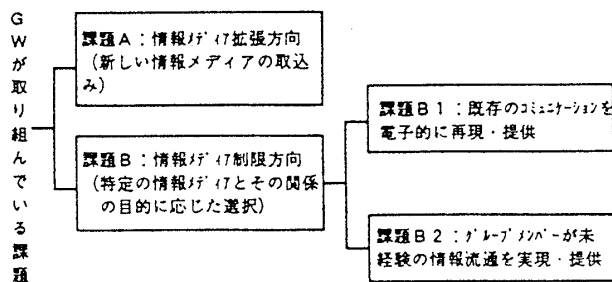 GWが取り組んでいる課題
課題A：情報ﾒﾃﾞｨｱ拡張方向
（新しい情報メディアの取込
み）
課題B：情報ﾒﾃﾞｨｱ制限方向
（特定の情報メディアとその関係
の目的に応じた選択）
課題B1：既存のｺﾐｭﾆｹｰｼｮﾝを
電子的に再現・提供
課題B2：ｸﾞﾙｰﾌﾟﾒﾝﾊﾞｰが未
経験の情報流通を実現・提供